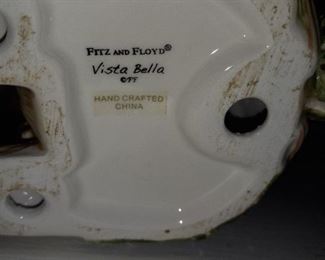 FITZ AND FLOYD®
Vista Bella
©FF
HAND CRAFTED
CHINA